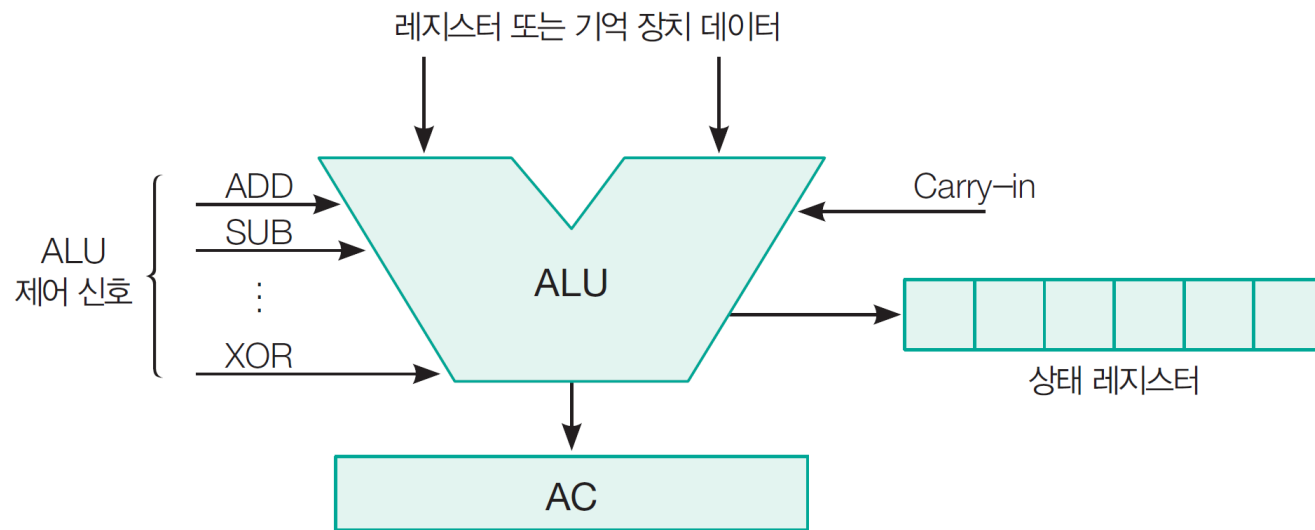 레지스터 또는 기억 장치 데이터
ADD
SUB
⋮
XOR
ALU
제어 신호
Carry–in
ALU
상태 레지스터
AC